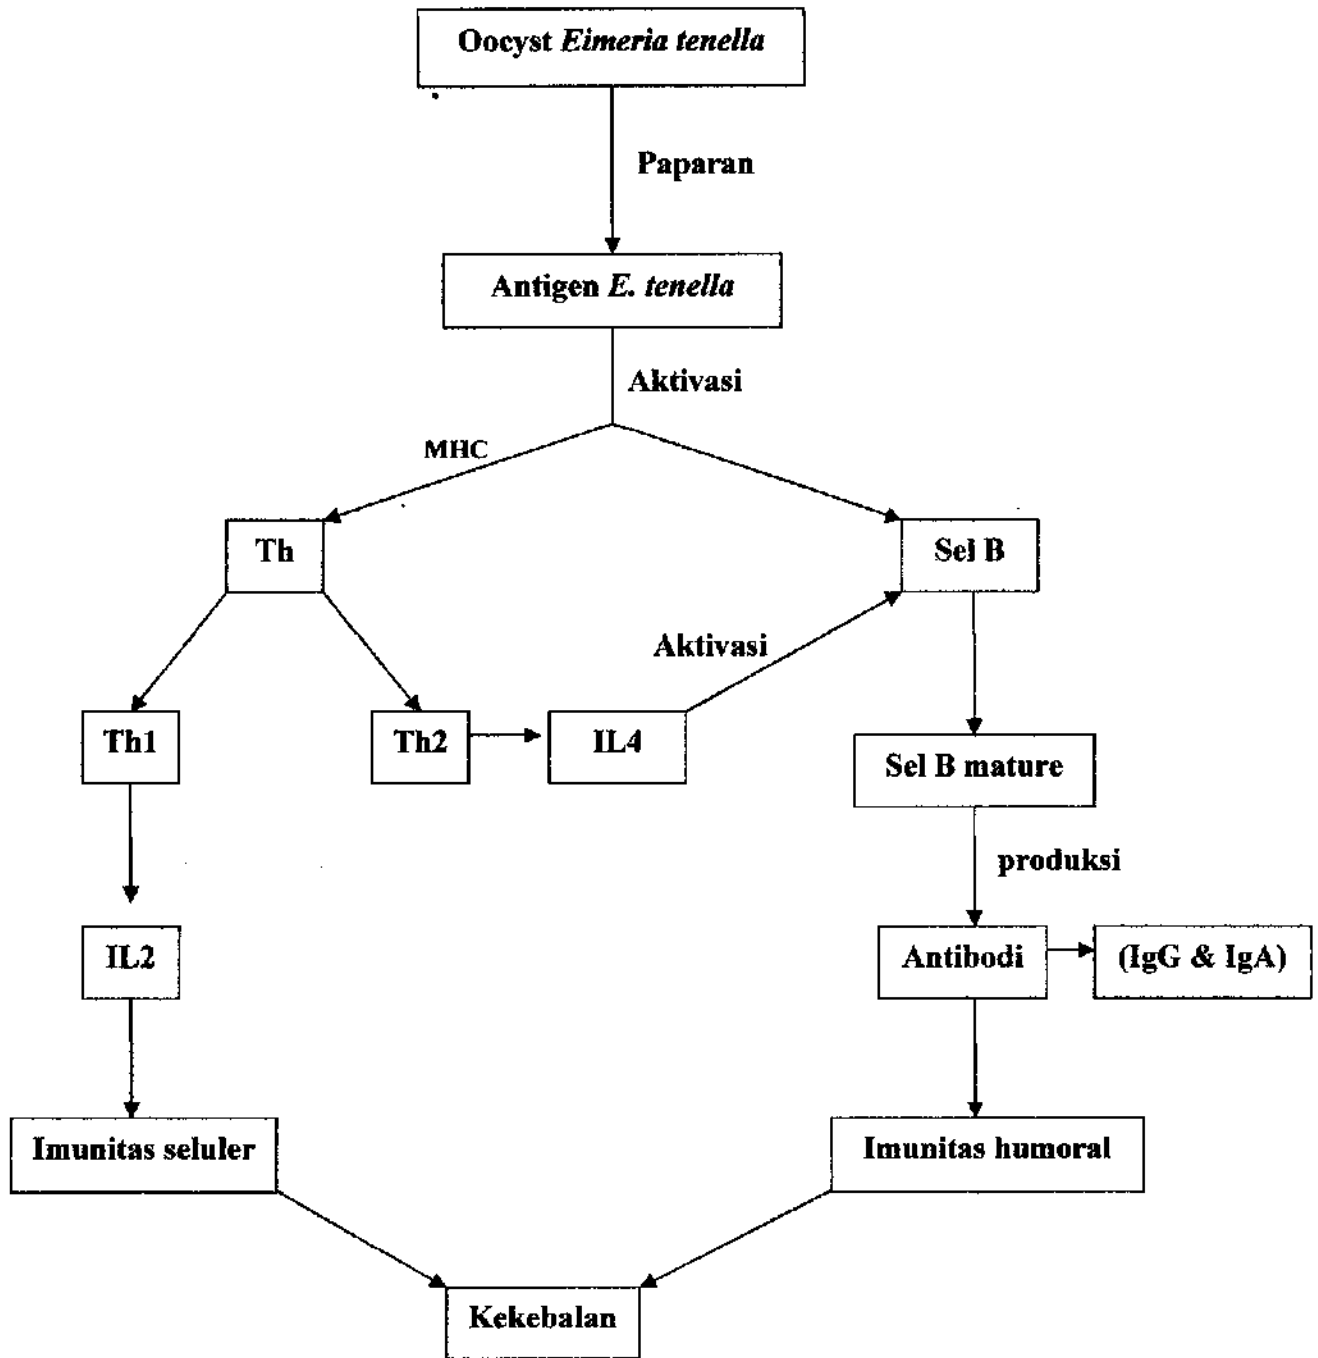 Oocyst Eimeria tenella
Paparan
Antigen E. tenella
Aktivasi
MHC
Th
Sel B
Aktivasi
Th1
Th2
IL4
Sel B mature
produksi
IL2
Antibodi
(IgG & IgA)
Imunitas seluler
Imunitas humoral
Kekebalan